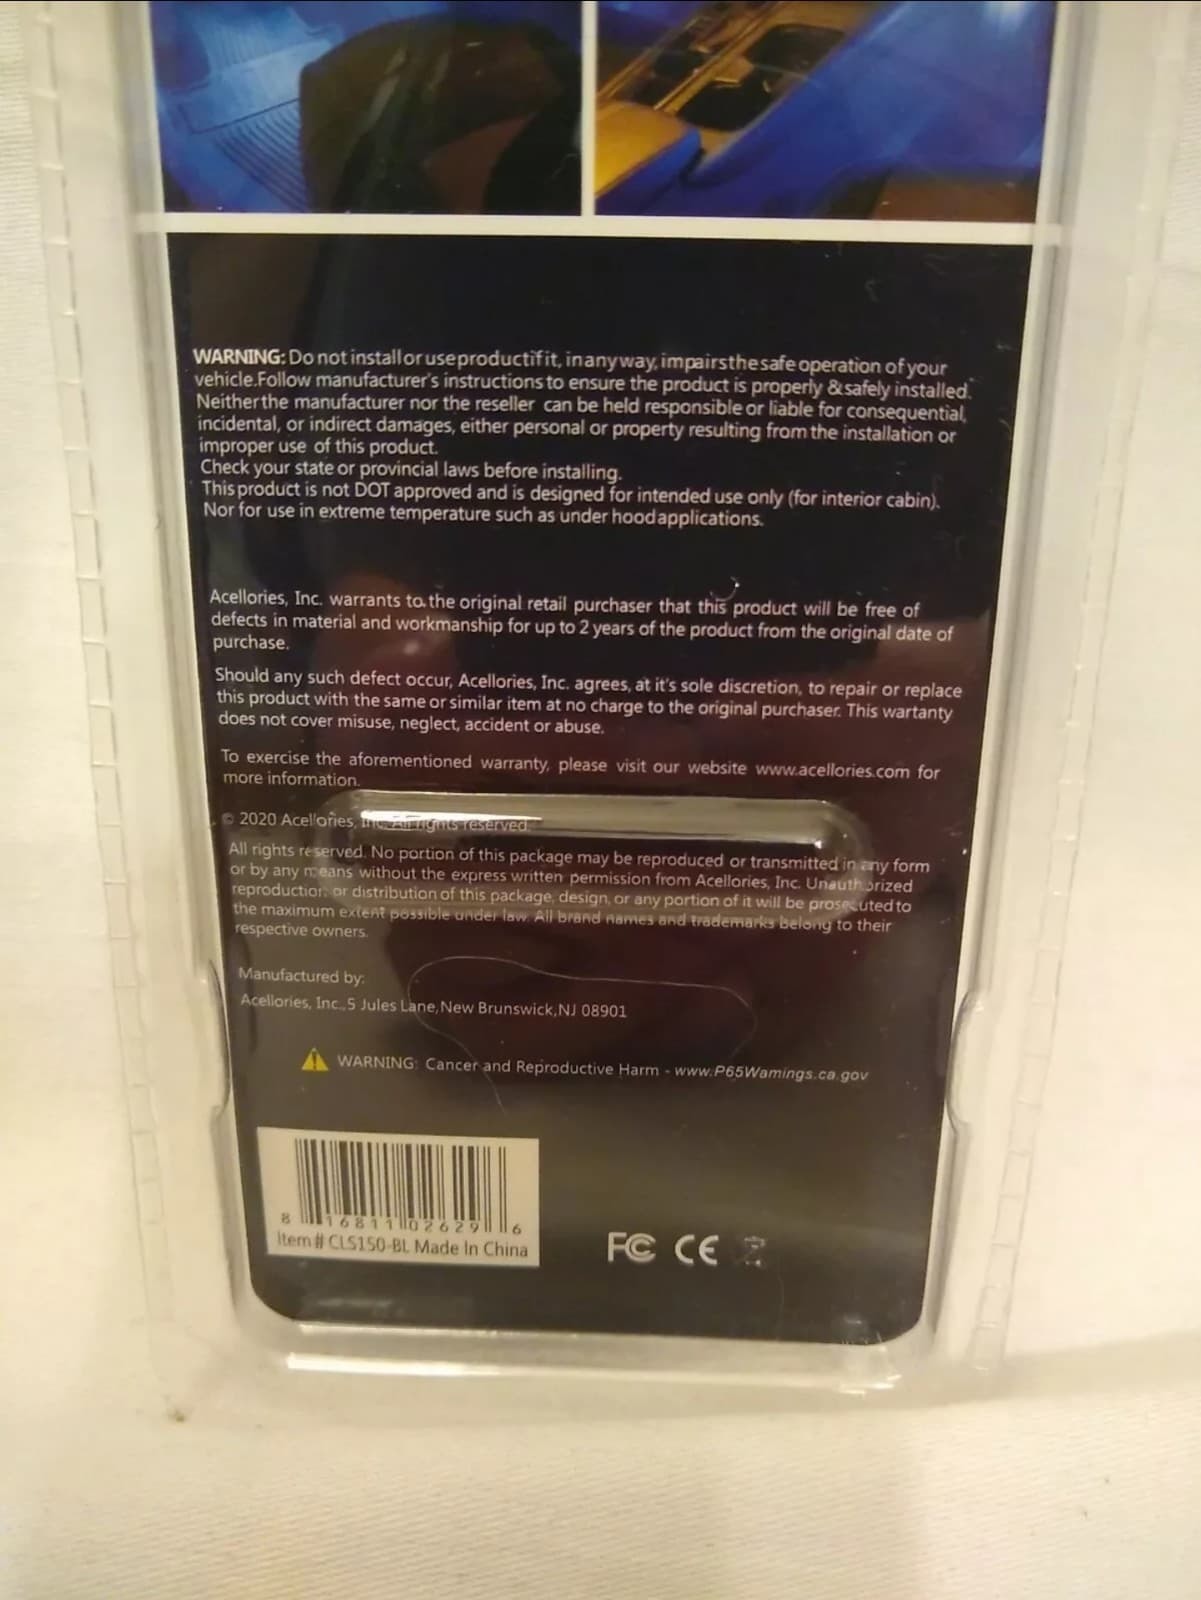 WARNING: Do not install or use product if it, in any way, impairs the safe operation of your
vehicle.Follow manufacturer's instructions to ensure the product is properly & safely installed.
Neither the manufacturer nor the reseller can be held responsible or liable for consequential,
incidental, or indirect damages, either personal or property resulting from the installation or
improper use of this product.
Check your state or provincial laws before installing.
This product is not DOT approved and is designed for intended use only (for interior cabin).
Nor for use in extreme temperature such as under hood applications.
Acellories, Inc. warrants to the original retail purchaser that this product will be free of
defects in material and workmanship for up to 2 years of the product from the original date of
purchase.
Should any such defect occur, Acellories, Inc. agrees, at it's sole discretion, to repair or replace
this product with the same or similar item at no charge to the original purchaser. This wartanty
does not cover misuse, neglect, accident or abuse.
To exercise the aforementioned warranty, please visit our website www.acellories.com for
more information.
© 2020 Acellories, Inc. All rights reserved.
All rights reserved. No portion of this package may be reproduced or transmitted in any form
or by any means without the express written permission from Acellories, Inc. Unauthorized
reproduction or distribution of this package, design, or any portion of it will be prosecuted to
the maximum extent possible under law. All brand names and trademarks belong to their
respective owners.
Manufactured by:
Acellories, Inc., 5 Jules Lane, New Brunswick, NJ 08901
WARNING: Cancer and Reproductive Harm - www.P65Warnings.ca.gov
8 16811 02629 6
Item# CLS150-BL Made In China
FC CE